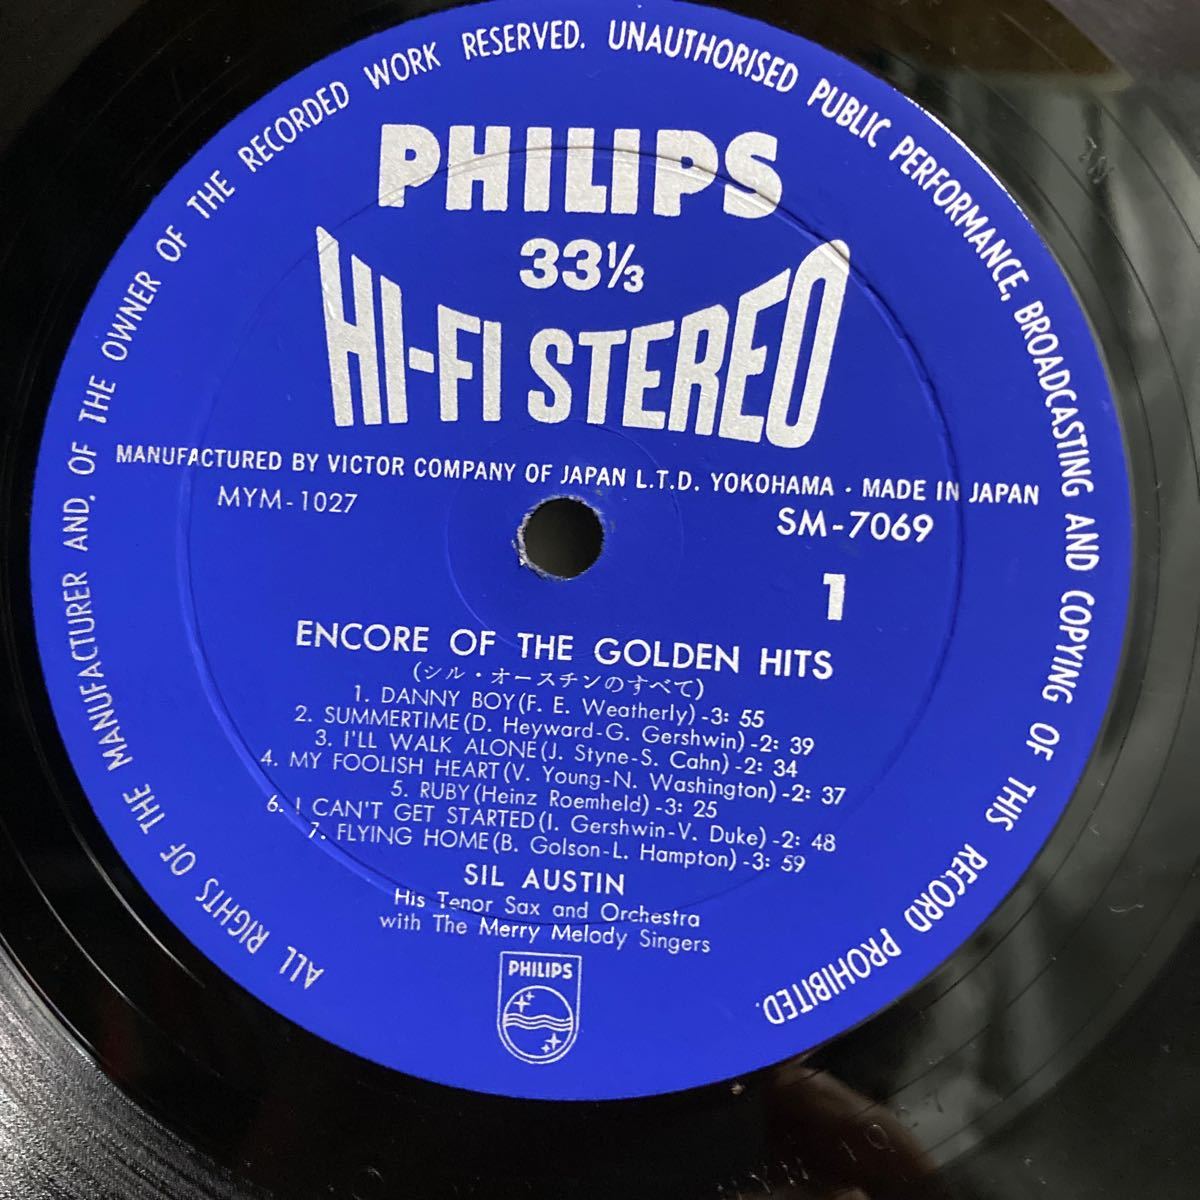 ALL RIGHTS OF THE MANUFACTURER AND. OF THE OWNER OF THE RECORDED WORK RESERVED. UNAUTHORISED PUBLIC PERFORMANCE, BROADCASTING AND COPYING OF THIS RECORD PROHIBITED.
PHILIPS
33⅓
HI-FI STEREO
MANUFACTURED BY VICTOR COMPANY OF JAPAN L.T.D. YOKOHAMA · MADE IN JAPAN
MYM-1027
SM-7069
1
ENCORE OF THE GOLDEN HITS
(シル・オースチンのすべて)
1. DANNY BOY(F. E. Weatherly)-3: 55
2. SUMMERTIME(D. Heyward-G. Gershwin)-2: 39
3. I'LL WALK ALONE(J. Styne-S. Cahn)-2: 34
4. MY FOOLISH HEART(V. Young-N. Washington)-2: 37
5. RUBY(Heinz Roemheld)-3: 25
6. I CAN'T GET STARTED(I. Gershwin-V. Duke)-2: 48
7. FLYING HOME(B. Golson-L. Hampton)-3: 59
SIL AUSTIN
His Tenor Sax and Orchestra
with The Merry Melody Singers
PHILIPS